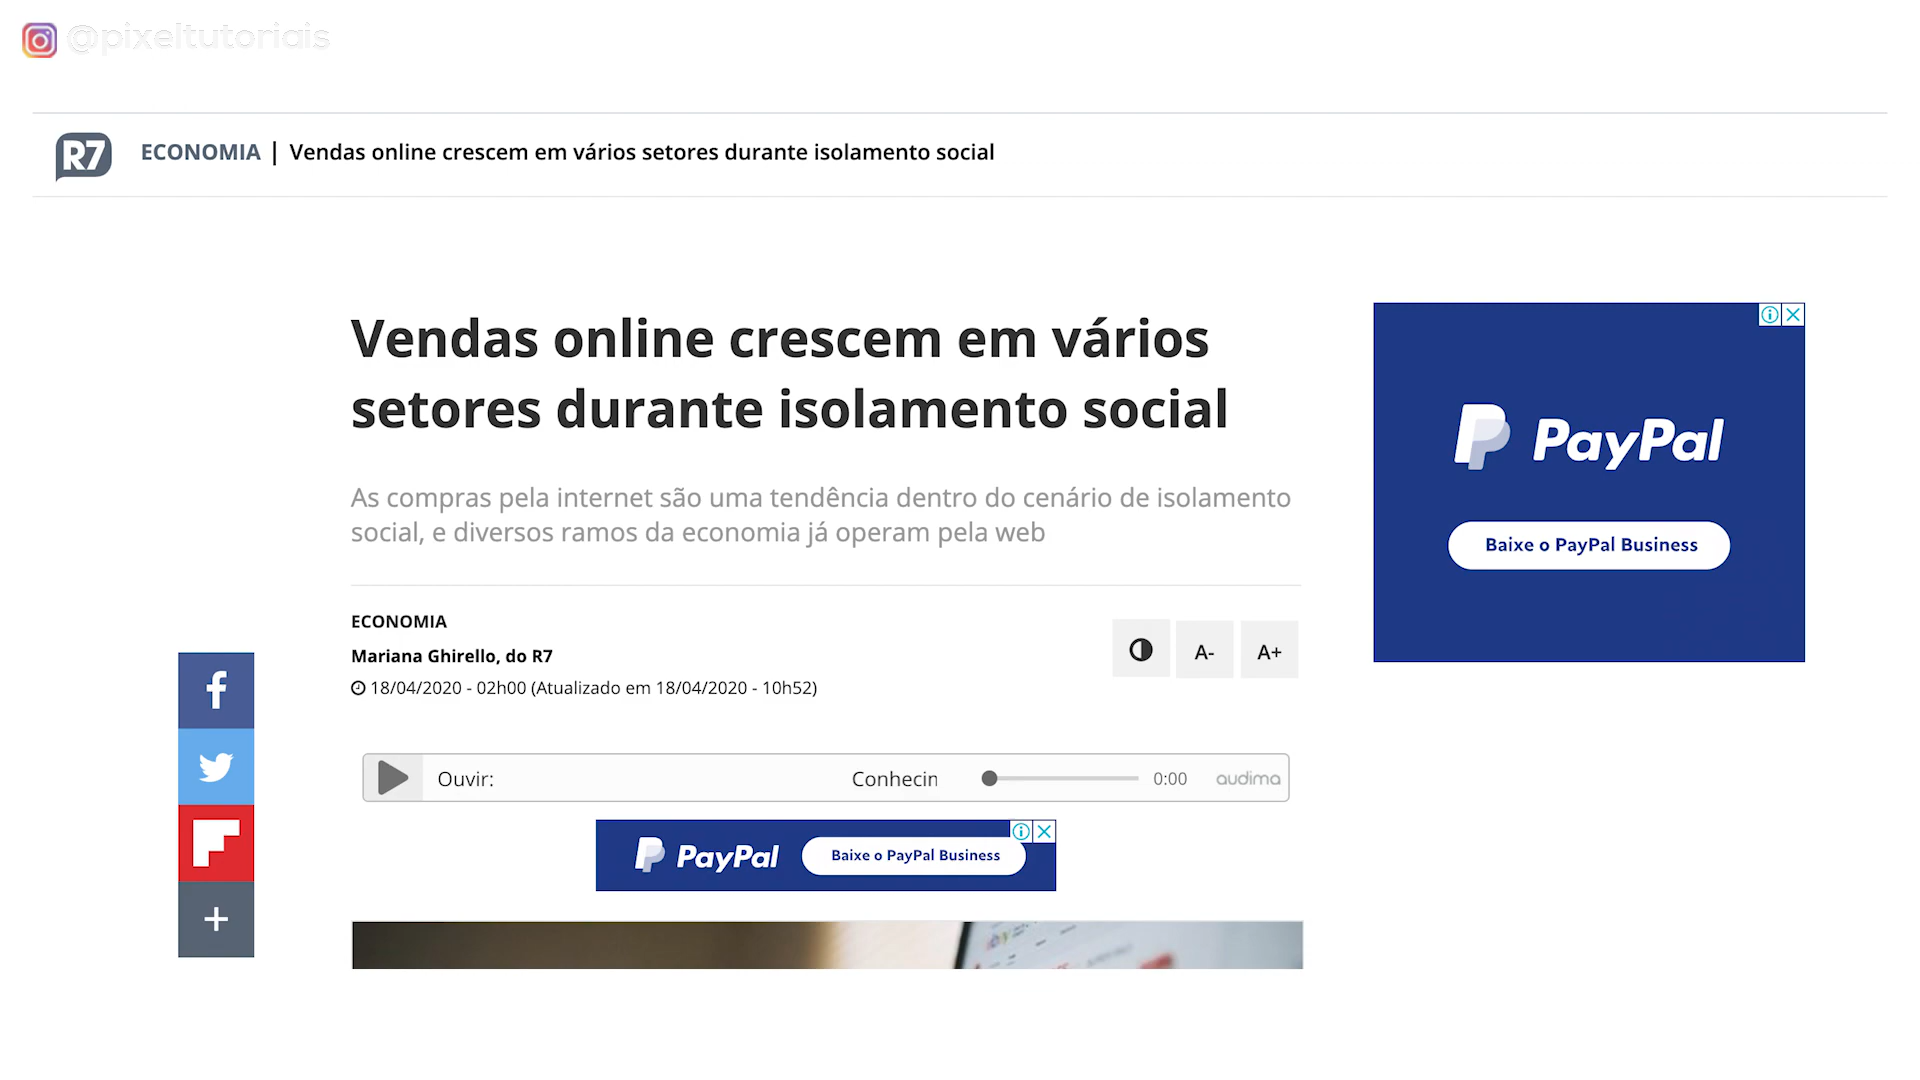 @pixeltutoriais
R7 ECONOMIA | Vendas online crescem em vários setores durante isolamento social
Vendas online crescem em vários
setores durante isolamento social
As compras pela internet são uma tendência dentro do cenário de isolamento
social, e diversos ramos da economia já operam pela web
ECONOMIA
Mariana Ghirello, do R7
18/04/2020 - 02h00 (Atualizado em 18/04/2020 - 10h52)
A- A+
Ouvir: Conhecin 0:00 audima
PayPal Baixe o PayPal Business
PayPal
Baixe o PayPal Business